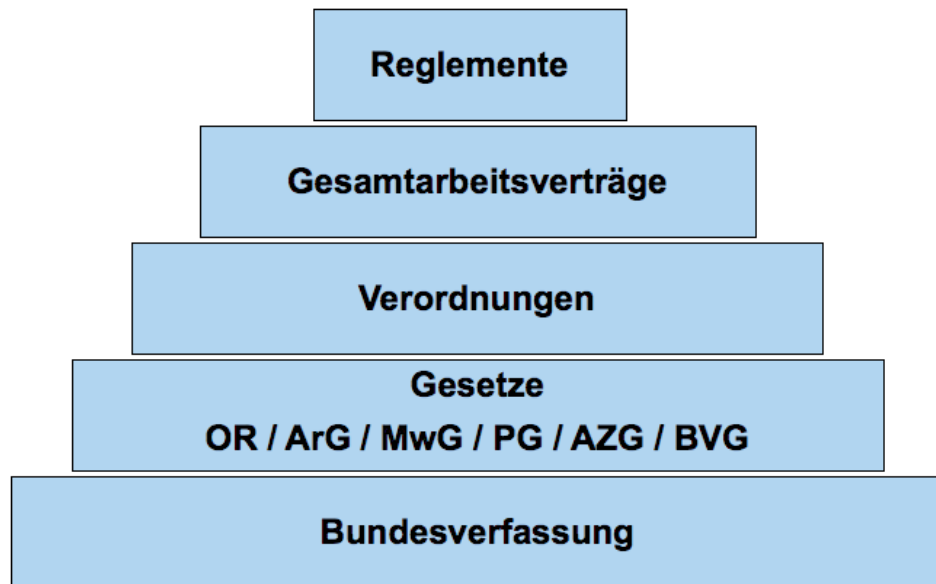 Reglemente
Gesamtarbeitsverträge
Verordnungen
Gesetze
OR / ArG / MwG / PG / AZG / BVG
Bundesverfassung